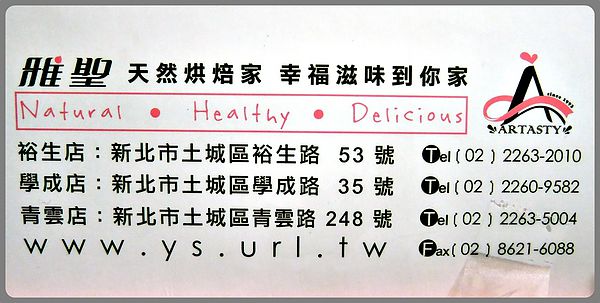 雅聖 天然烘焙家 幸福滋味到你家
Natural • Healthy • Delicious
since 1993
ARTASTY
裕生店：新北市土城區裕生路 53 號 Tel ( 02 ) 2263-2010
學成店：新北市土城區學成路 35 號 Tel ( 02 ) 2260-9582
青雲店：新北市土城區青雲路 248 號 Tel ( 02 ) 2263-5004
www.ys.url.tw Fax ( 02 ) 8621-6088